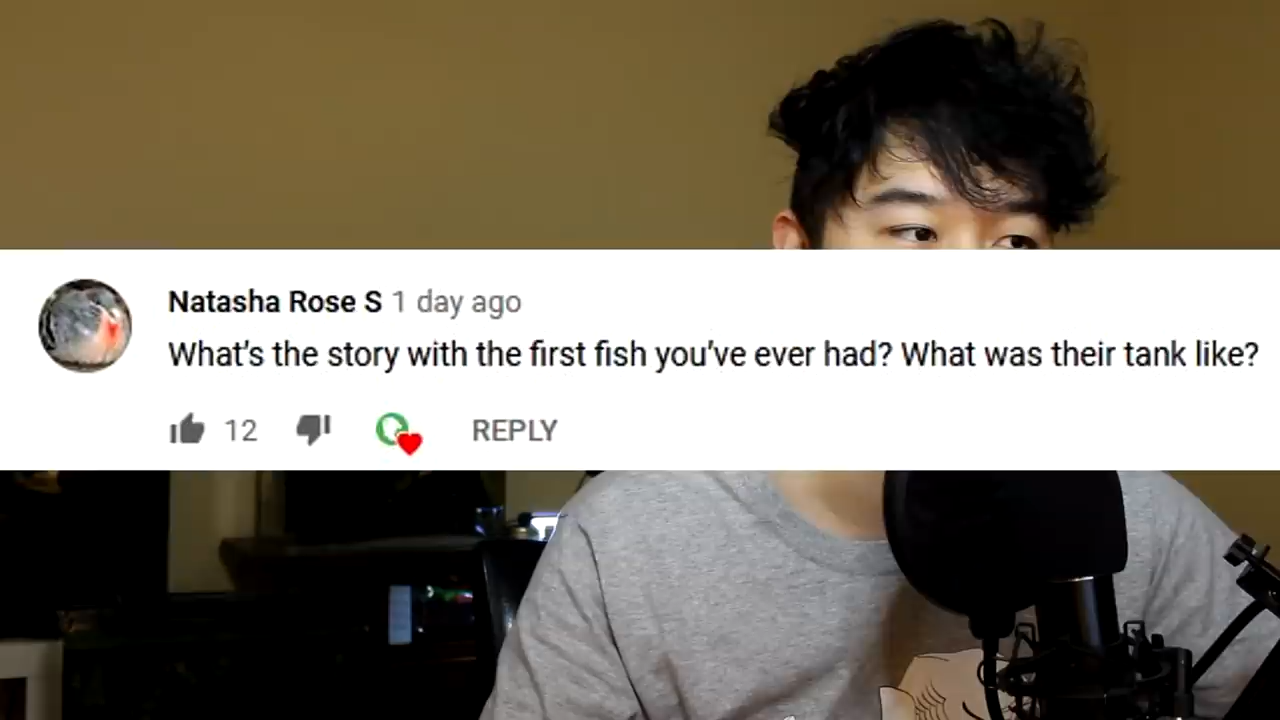 Natasha Rose S 1 day ago
What's the story with the first fish you've ever had? What was their tank like?
12 REPLY